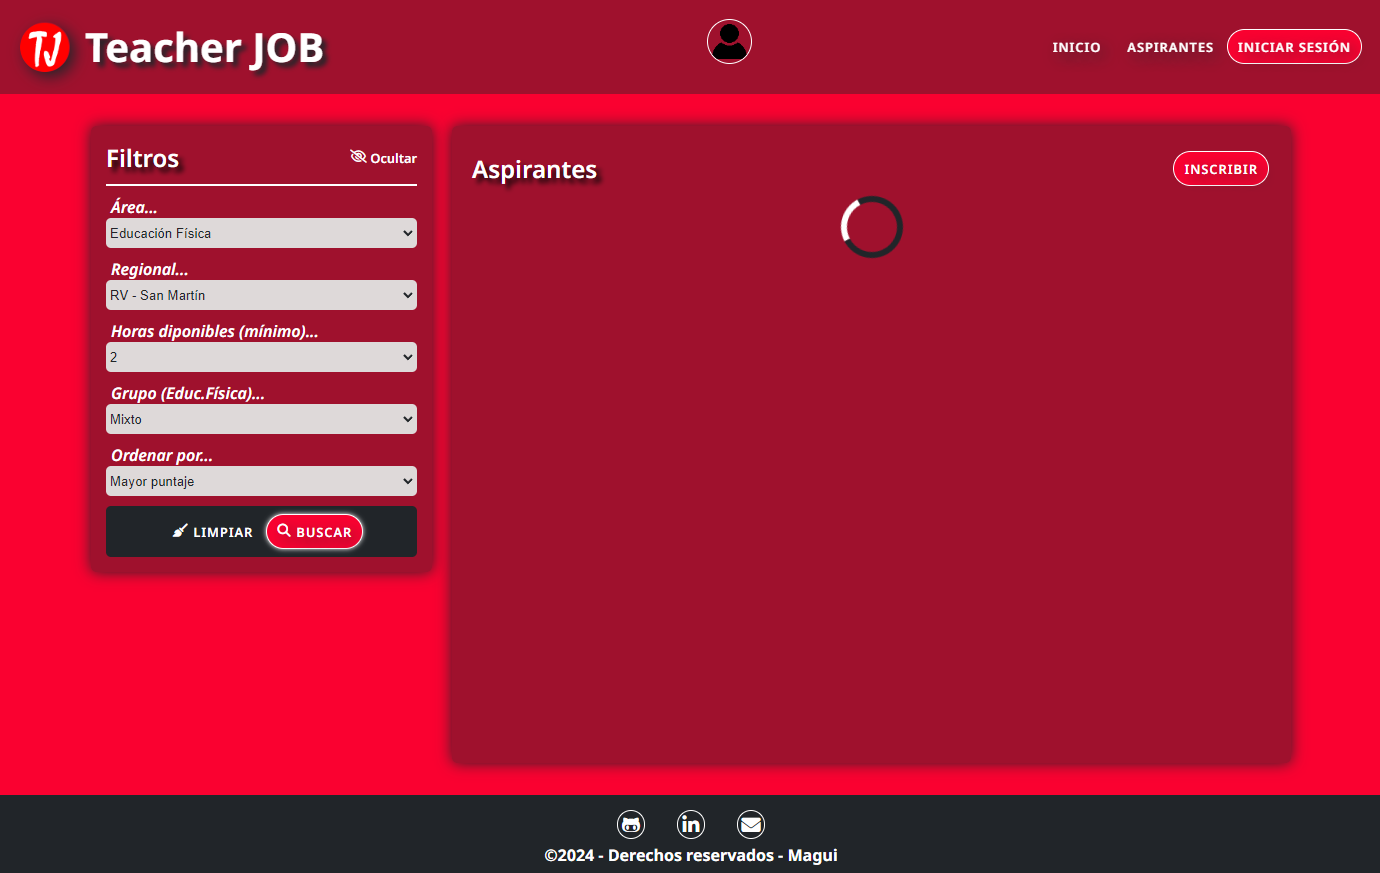 TJ Teacher JOB
INICIO ASPIRANTES INICIAR SESIÓN
Filtros
Ocultar
Área...
Educación Física
Regional...
RV - San Martín
Horas diponibles (mínimo)...
2
Grupo (Educ.Física)...
Mixto
Ordenar por...
Mayor puntaje
LIMPIAR BUSCAR
Aspirantes
INSCRIBIR
in
©2024 - Derechos reservados - Magui